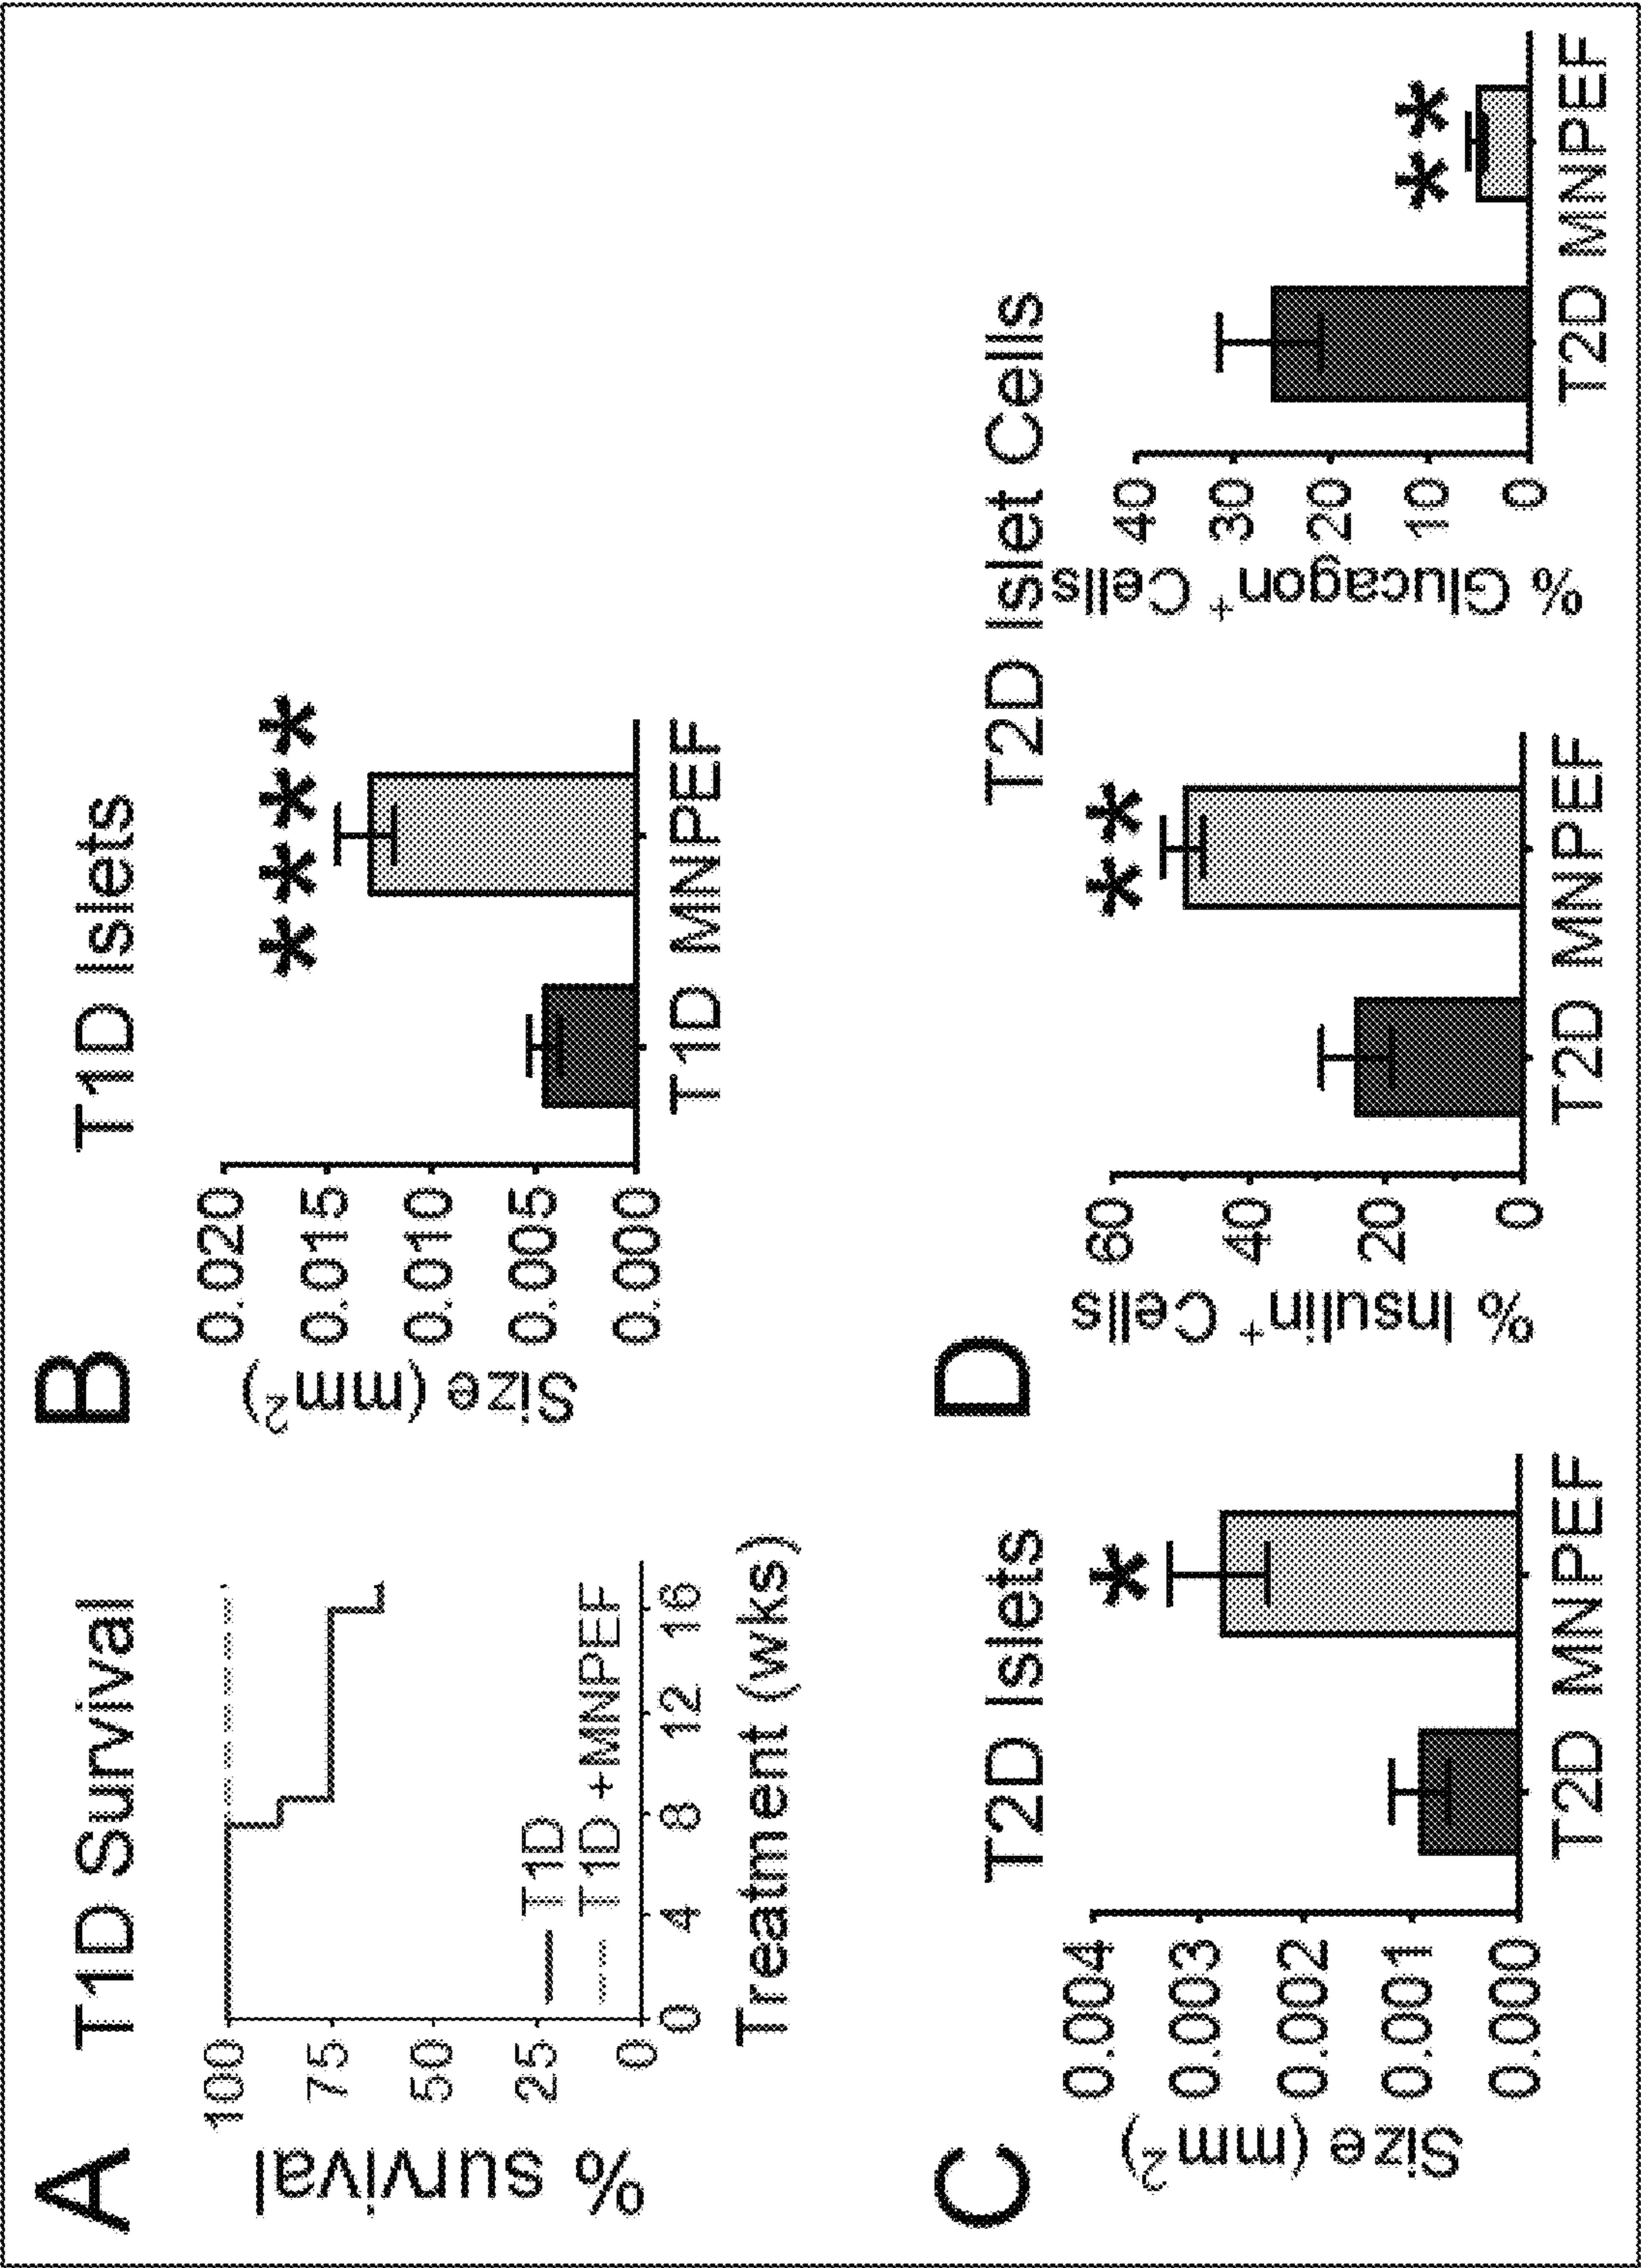 A
T1D Survival
% survival
100
75
50
25
0
T1D
T1D +MNPEF
0 4 8 12 16
Treatment (wks)
B
T1D Islets
Size (mm²)
0.020
0.015
0.010
0.005
0.000
****
T1D MNPEF
C
T2D Islets
Size (mm²)
0.004
0.003
0.002
0.001
0.000
*
T2D MNPEF
D
T2D Islet Cells
% Insulin⁺ Cells
60
40
20
0
**
T2D MNPEF
% Glucagon⁺ Cells
40
30
20
10
0
**
T2D MNPEF